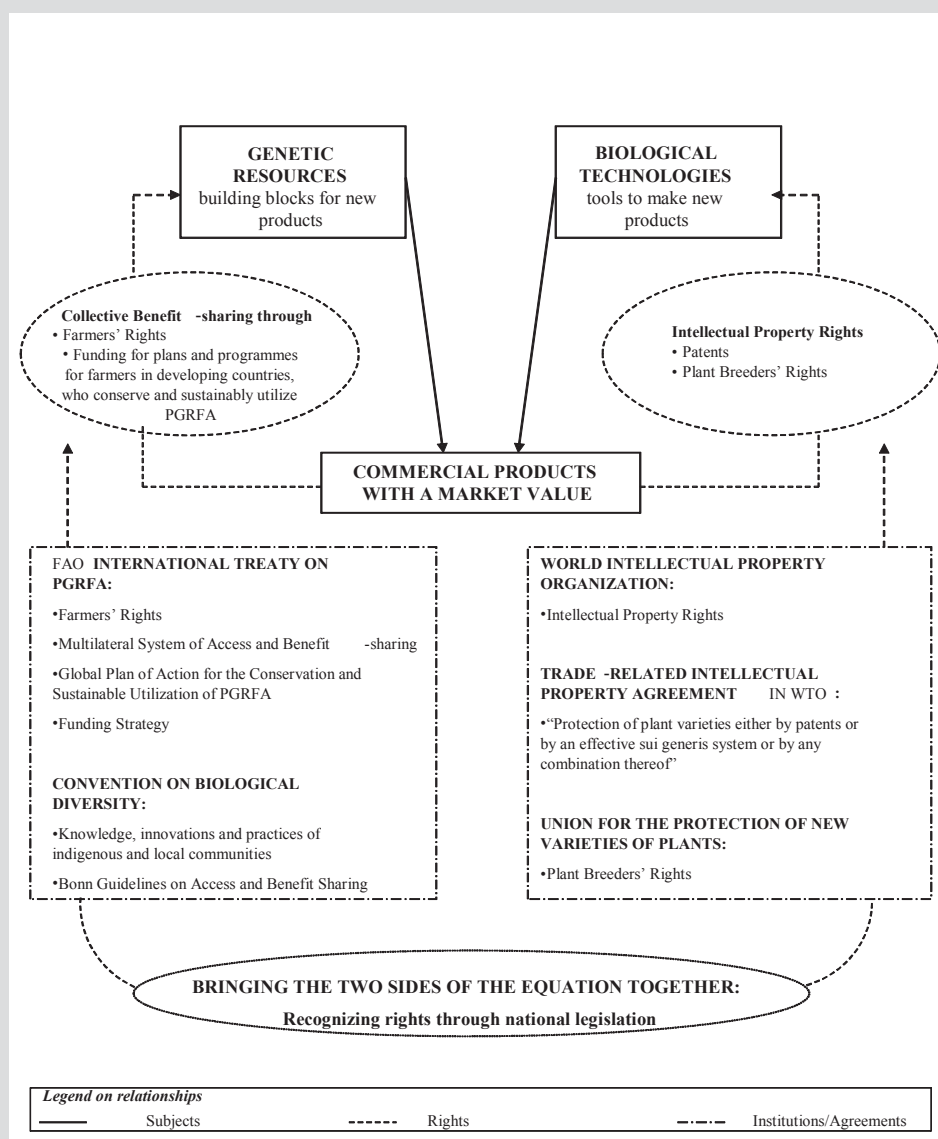 GENETIC
RESOURCES
building blocks for new
products
BIOLOGICAL
TECHNOLOGIES
tools to make new
products
Collective Benefit -sharing through
• Farmers’ Rights
• Funding for plans and programmes
for farmers in developing countries,
who conserve and sustainably utilize
PGRFA
Intellectual Property Rights
• Patents
• Plant Breeders’ Rights
COMMERCIAL PRODUCTS
WITH A MARKET VALUE
FAO INTERNATIONAL TREATY ON
PGRFA:
•Farmers’ Rights
•Multilateral System of Access and Benefit -sharing
•Global Plan of Action for the Conservation and
Sustainable Utilization of PGRFA
•Funding Strategy
CONVENTION ON BIOLOGICAL
DIVERSITY:
•Knowledge, innovations and practices of
indigenous and local communities
•Bonn Guidelines on Access and Benefit Sharing
WORLD INTELLECTUAL PROPERTY
ORGANIZATION:
•Intellectual Property Rights
TRADE -RELATED INTELLECTUAL
PROPERTY AGREEMENT IN WTO :
•“Protection of plant varieties either by patents or
by an effective sui generis system or by any
combination thereof”
UNION FOR THE PROTECTION OF NEW
VARIETIES OF PLANTS:
•Plant Breeders’ Rights
BRINGING THE TWO SIDES OF THE EQUATION TOGETHER:
Recognizing rights through national legislation
Legend on relationships
Subjects Rights Institutions/Agreements